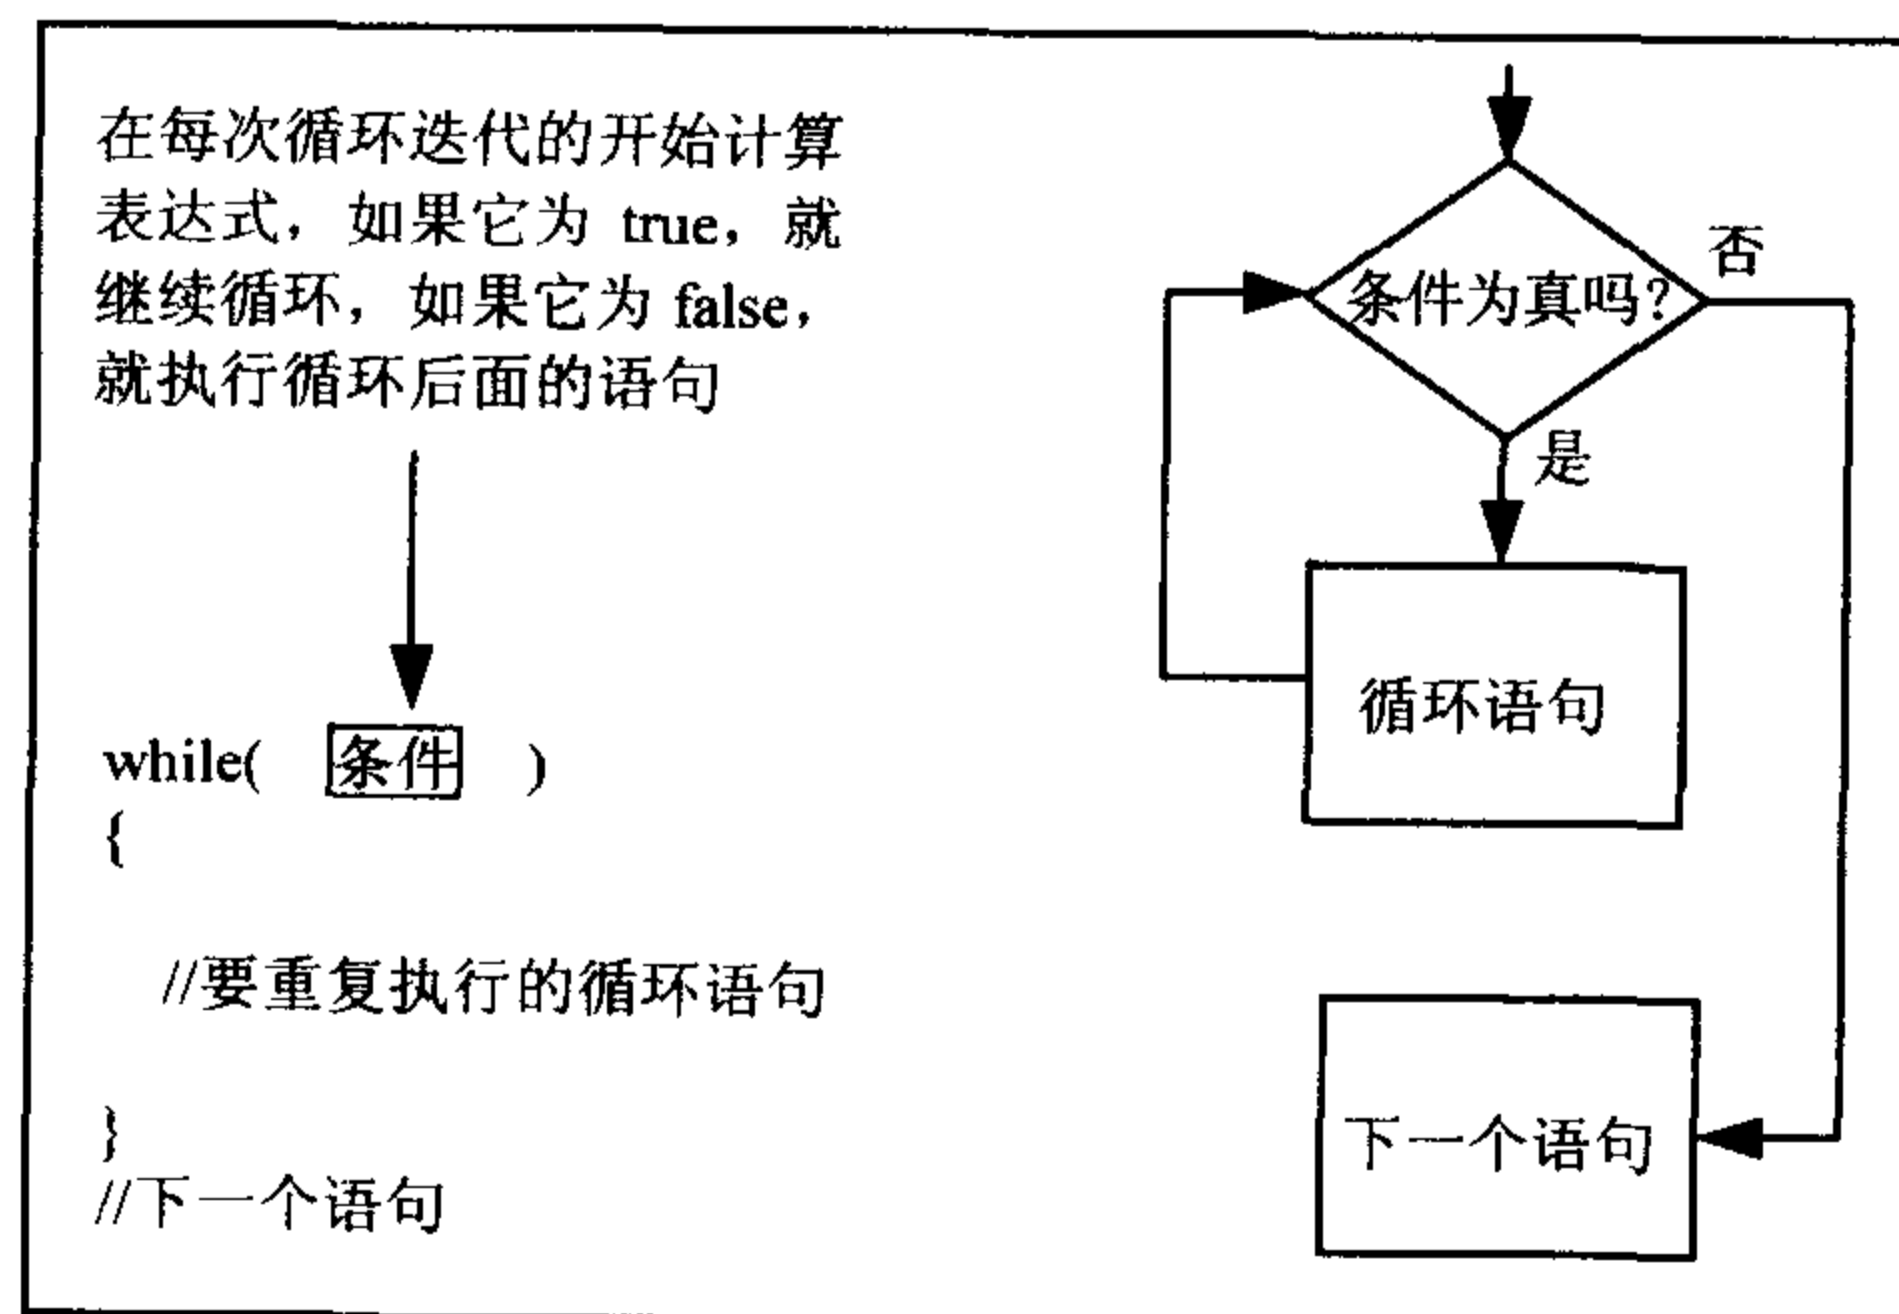 在每次循环迭代的开始计算
表达式，如果它为 true，就
继续循环，如果它为 false，
就执行循环后面的语句
while( 条件 )
{
//要重复执行的循环语句
}
//下一个语句
条件为真吗?
否
是
循环语句
下一个语句